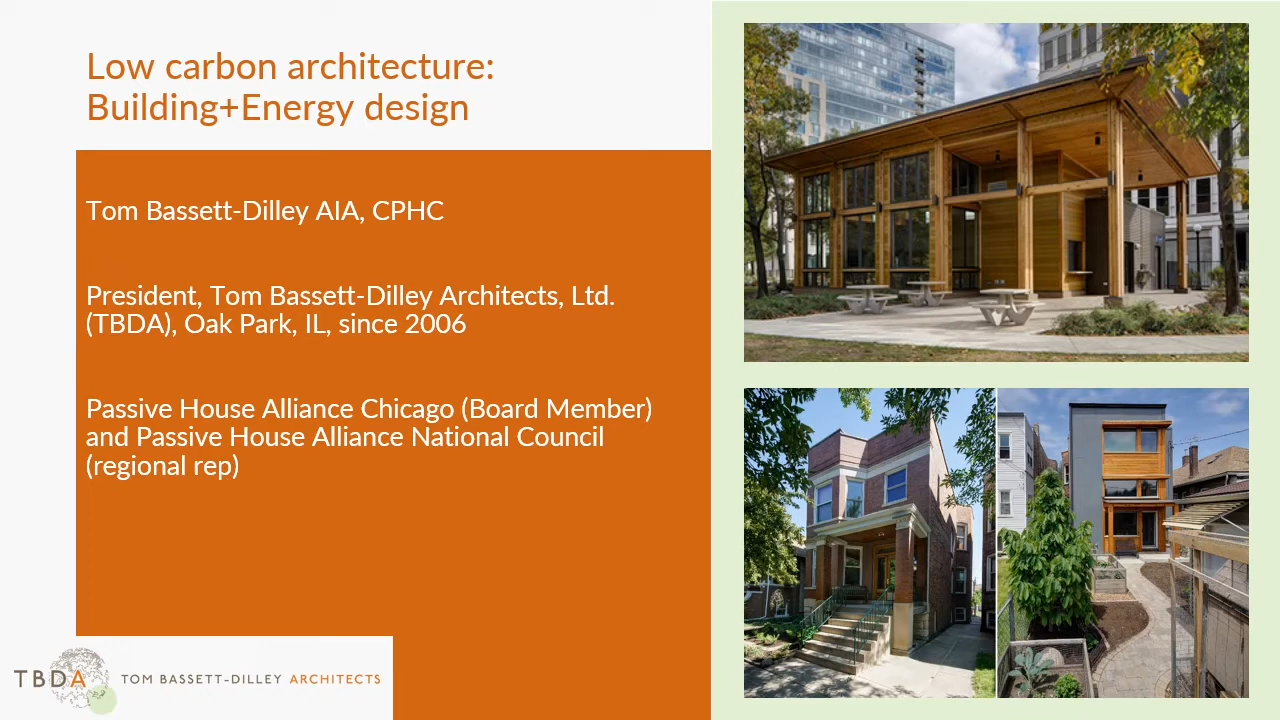 Low carbon architecture:
Building+Energy design
Tom Bassett-Dilley AIA, CPHC
President, Tom Bassett-Dilley Architects, Ltd.
(TBDA), Oak Park, IL, since 2006
Passive House Alliance Chicago (Board Member)
and Passive House Alliance National Council
(regional rep)
TBDA
TOM BASSETT-DILLEY ARCHITECTS